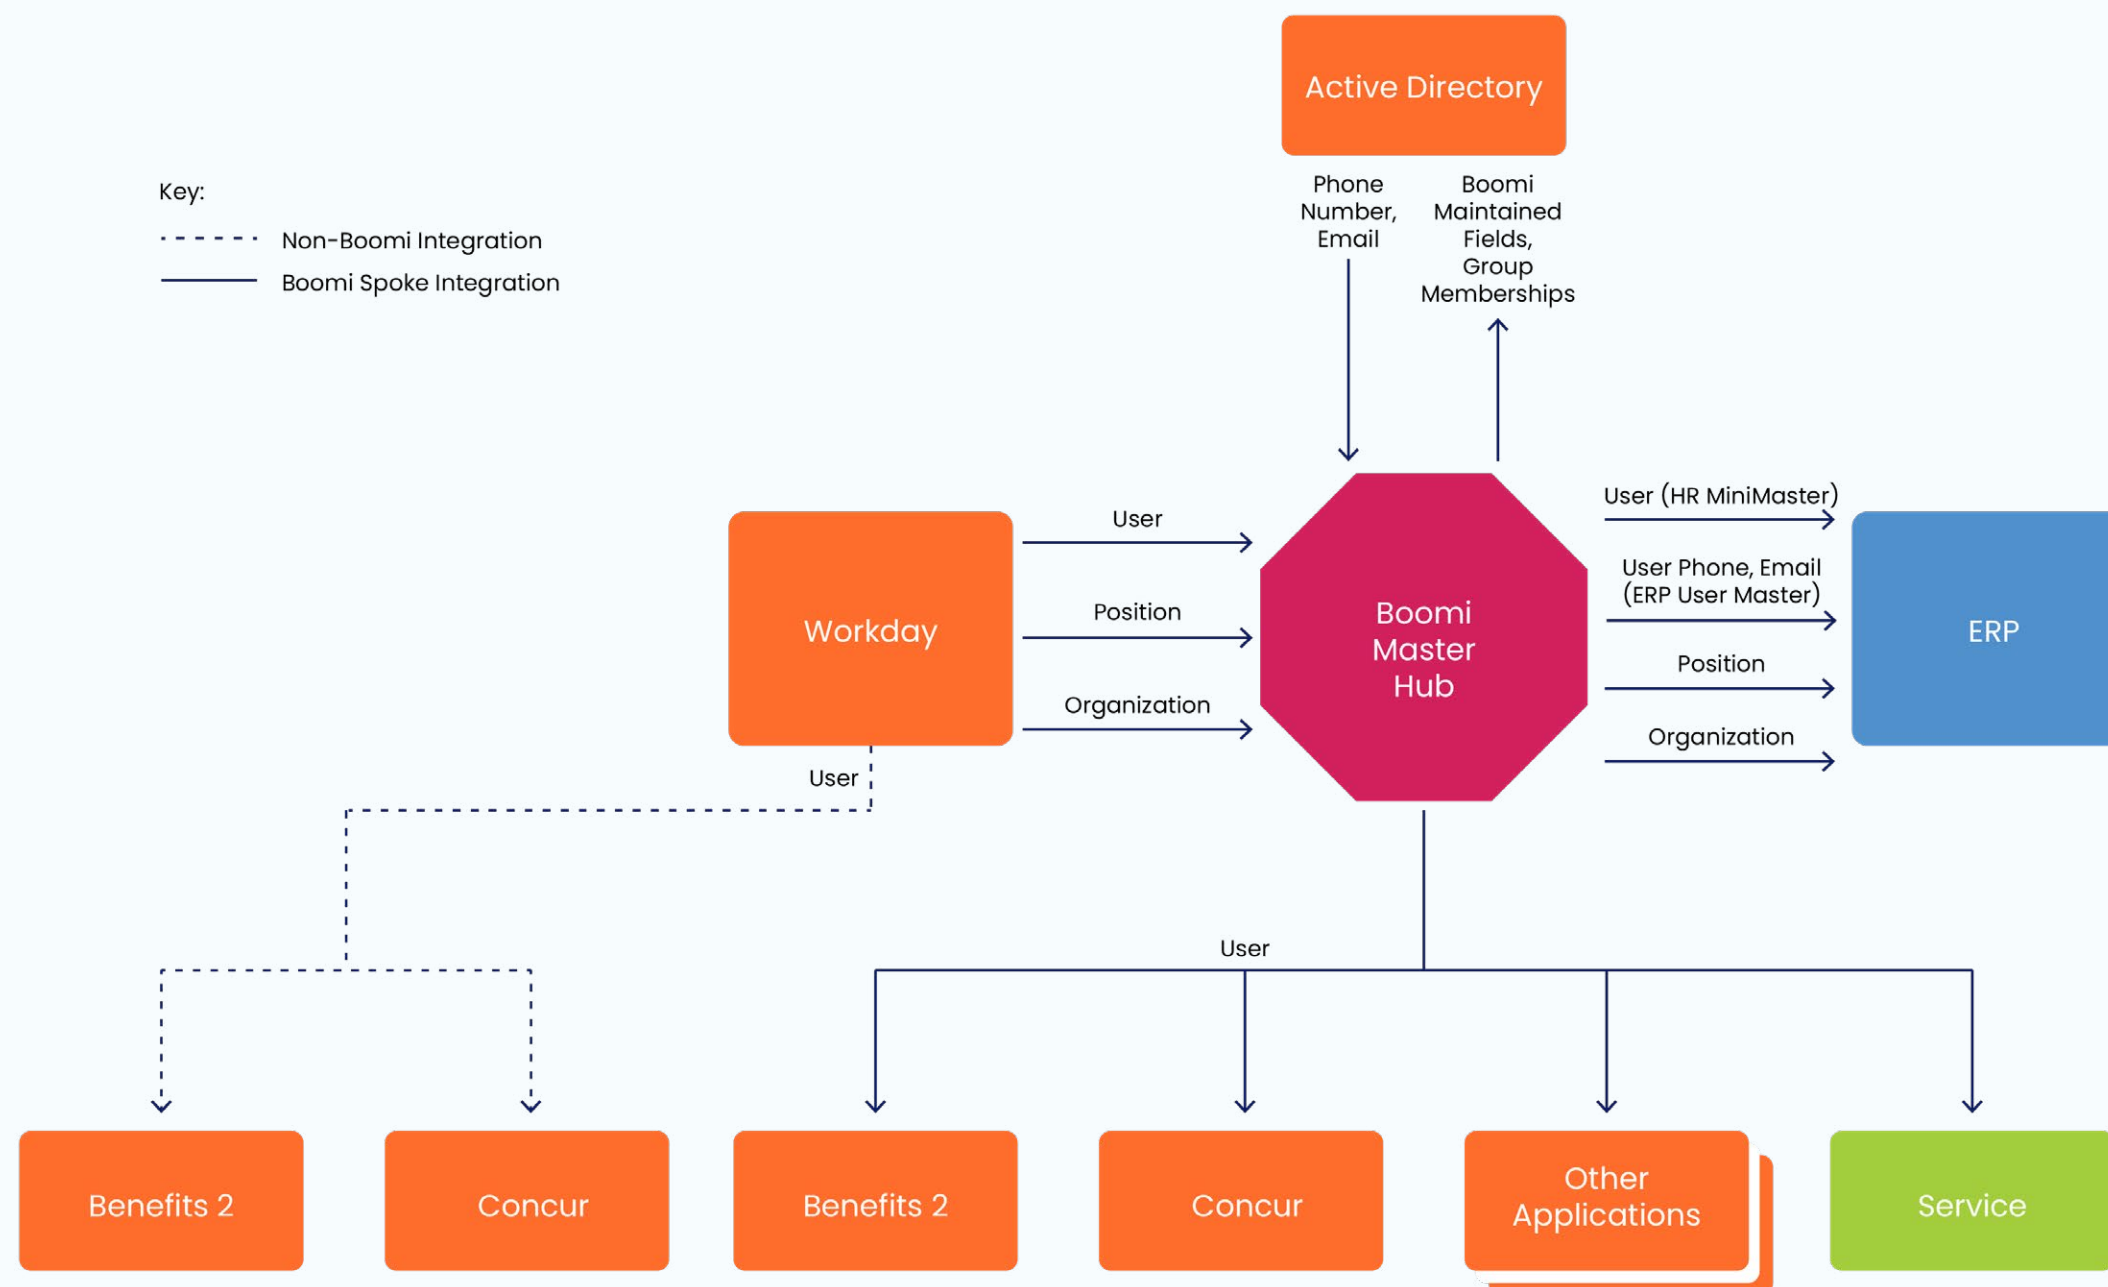 Active Directory
Key:
Non-Boomi Integration
Boomi Spoke Integration
Phone
Number,
Email
Boomi
Maintained
Fields,
Group
Memberships
Workday
User
Position
Organization
Boomi
Master
Hub
User (HR MiniMaster)
User Phone, Email
(ERP User Master)
Position
Organization
ERP
User
User
Benefits 2
Concur
Benefits 2
Concur
Other
Applications
Service